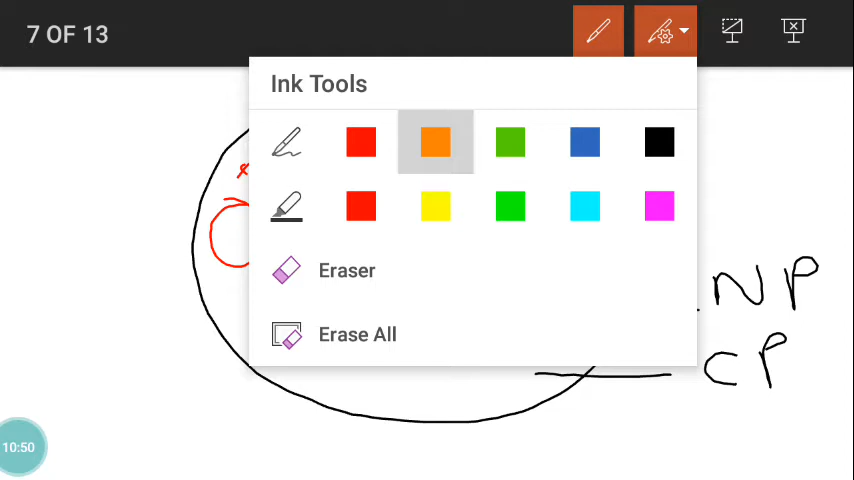 7 OF 13
Ink Tools
Eraser
Erase All
NP
CP
10:50